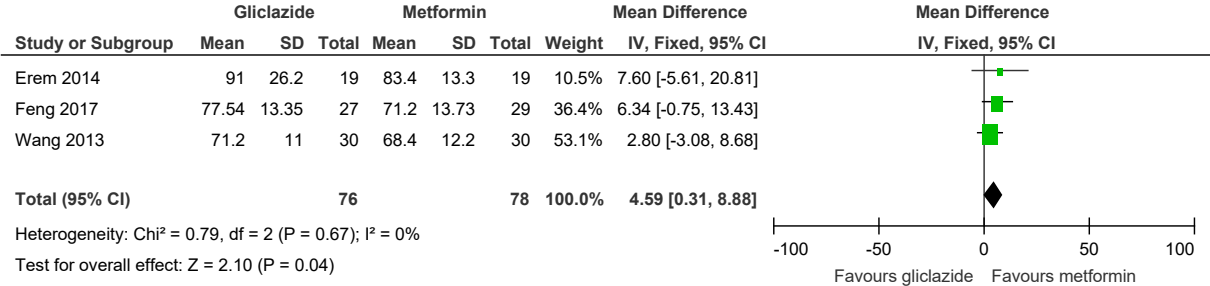 Gliclazide Metformin Mean Difference Mean Difference
Study or Subgroup Mean SD Total Mean SD Total Weight IV, Fixed, 95% CI IV, Fixed, 95% CI
Erem 2014 91 26.2 19 83.4 13.3 19 10.5% 7.60 [-5.61, 20.81]
Feng 2017 77.54 13.35 27 71.2 13.73 29 36.4% 6.34 [-0.75, 13.43]
Wang 2013 71.2 11 30 68.4 12.2 30 53.1% 2.80 [-3.08, 8.68]
Total (95% CI) 76 78 100.0% 4.59 [0.31, 8.88]
Heterogeneity: Chi² = 0.79, df = 2 (P = 0.67); I² = 0%
Test for overall effect: Z = 2.10 (P = 0.04)
-100 -50 0 50 100
Favours gliclazide Favours metformin